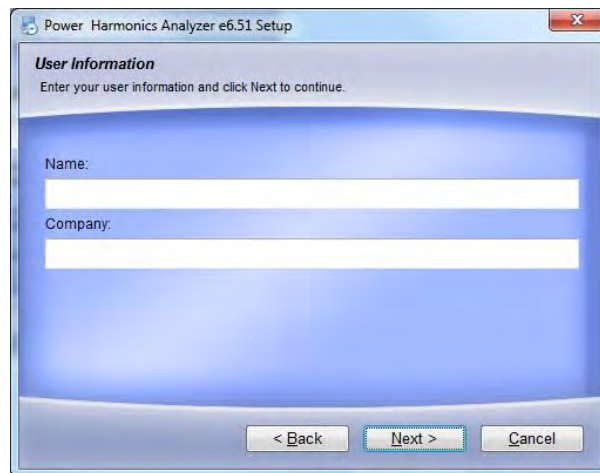 Power Harmonics Analyzer e6.51 Setup
User Information
Enter your user information and click Next to continue.
Name:
Company:
< Back Next > Cancel